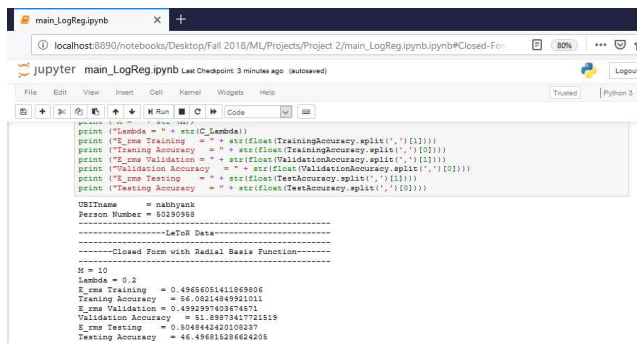 main_LogReg.ipynb
localhost:8890/notebooks/Desktop/Fall 2018/ML/Projects/Project 2/main_LogReg.ipynb.ipynb#Closed-For
80%
jupyter main_LogReg.ipynb Last Checkpoint: 3 minutes ago (autosaved)
Logou
File Edit View Insert Cell Kernel Widgets Help
Trusted
Python 3
Run
Code
print ("Lambda = " + str(C_Lambda))
print ("E_rms Training = " + str(float(TrainingAccuracy.split(',')[1])))
print ("Traning Accuracy = " + str(float(TrainingAccuracy.split(',')[0])))
print ("E_rms Validation = " + str(float(ValidationAccuracy.split(',')[1])))
print ("Validation Accuracy = " + str(float(ValidationAccuracy.split(',')[0])))
print ("E_rms Testing = " + str(float(TestAccuracy.split(',')[1])))
print ("Testing Accuracy = " + str(float(TestAccuracy.split(',')[0])))
UBITname = nabhyank
Person Number = 50290958
----------------------------------------------------
------------------LeToR Data------------------------
----------------------------------------------------
-------Closed Form with Radial Basis Function-------
----------------------------------------------------
M = 10
Lambda = 0.2
E_rms Training = 0.49656051411869806
Traning Accuracy = 56.08214849921011
E_rms Validation = 0.4992997403674571
Validation Accuracy = 51.89873417721519
E_rms Testing = 0.5048442420108237
Testing Accuracy = 46.496815286624205